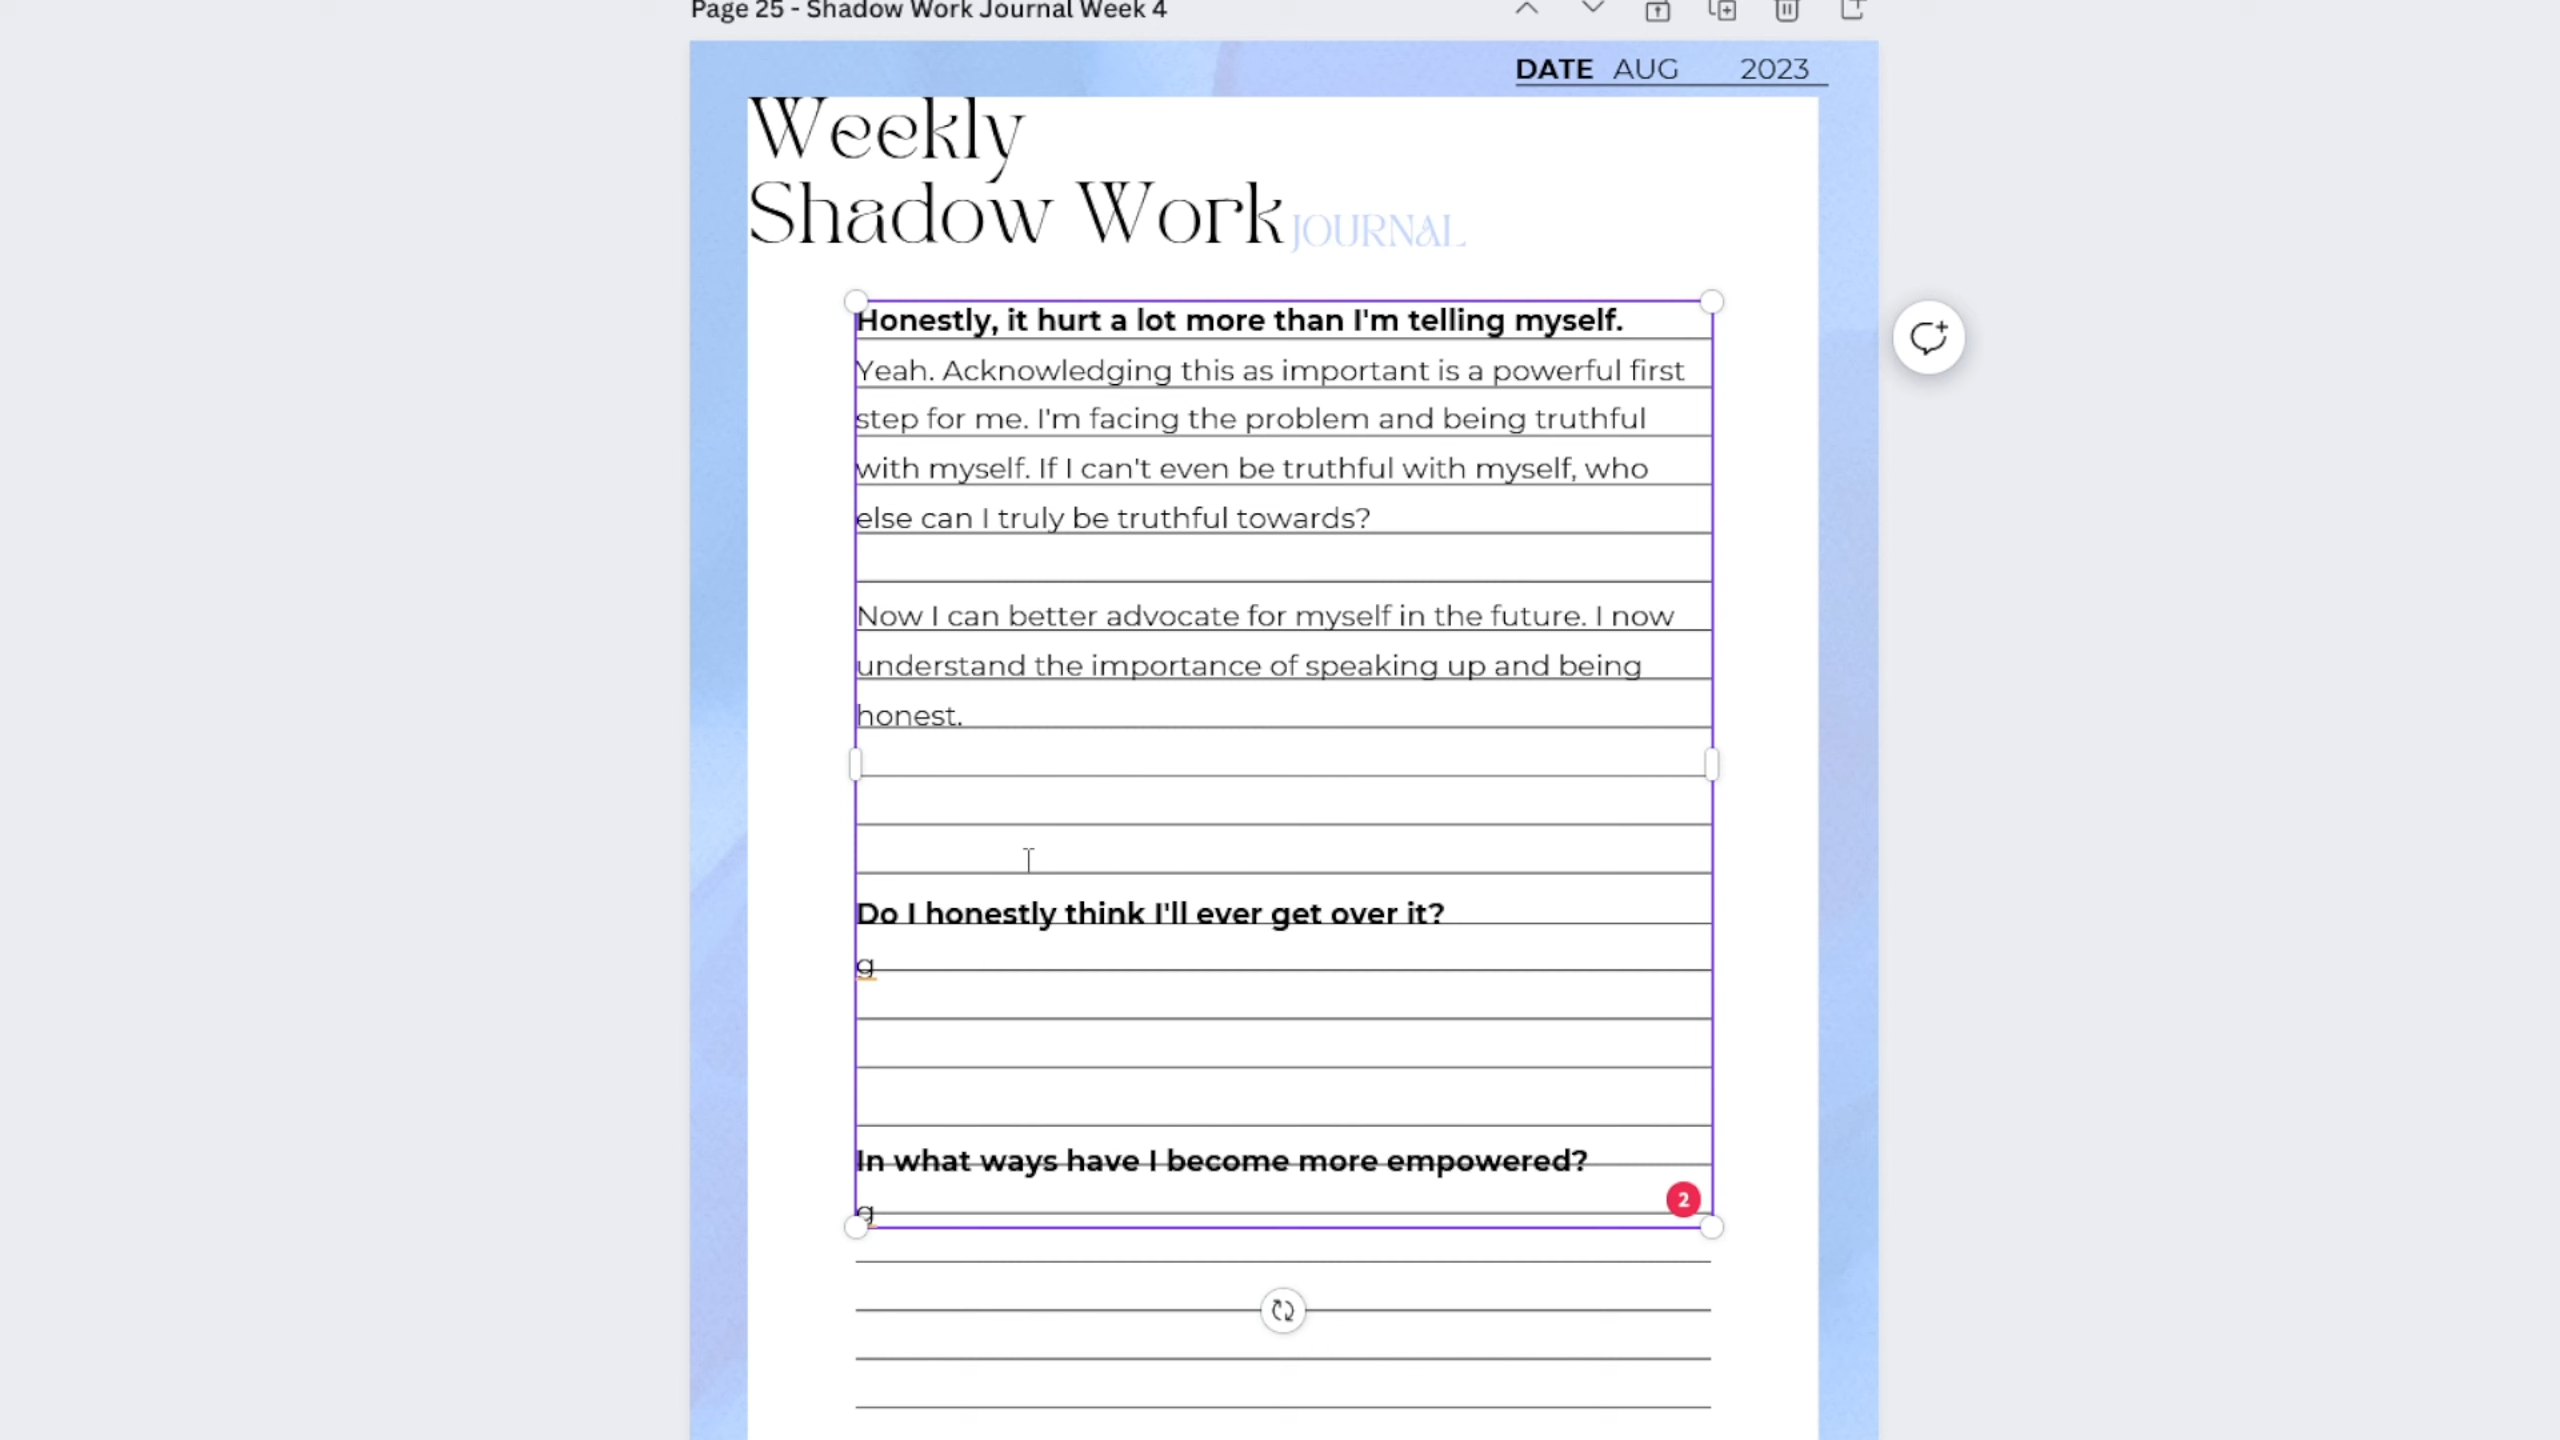 Page 25 - Shadow Work Journal Week 4
DATE AUG 2023
Weekly
Shadow Work JOURNAL
Honestly, it hurt a lot more than I'm telling myself.
Yeah. Acknowledging this as important is a powerful first
step for me. I'm facing the problem and being truthful
with myself. If I can't even be truthful with myself, who
else can I truly be truthful towards?
Now I can better advocate for myself in the future. I now
understand the importance of speaking up and being
honest.
Do I honestly think I'll ever get over it?
g
In what ways have I become more empowered?
g
2